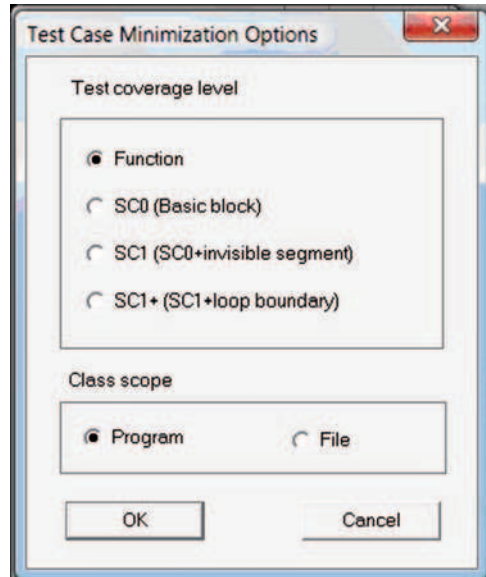 Test Case Minimization Options
Test coverage level
Function
SC0 (Basic block)
SC1 (SC0+invisible segment)
SC1+ (SC1+loop boundary)
Class scope
Program File
OK Cancel